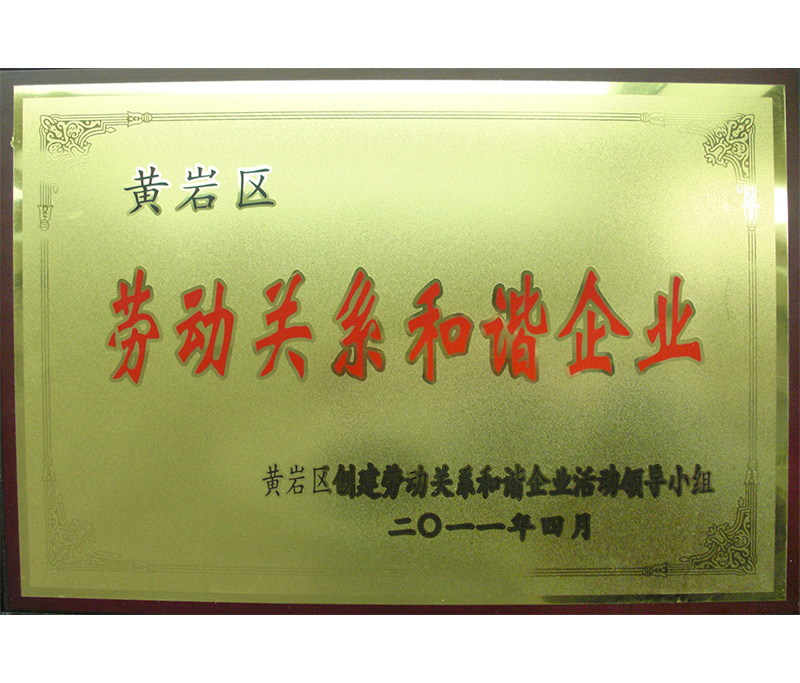 黄岩区
劳动关系和谐企业
黄岩区创建劳动关系和谐企业活动领导小组
二〇一一年四月